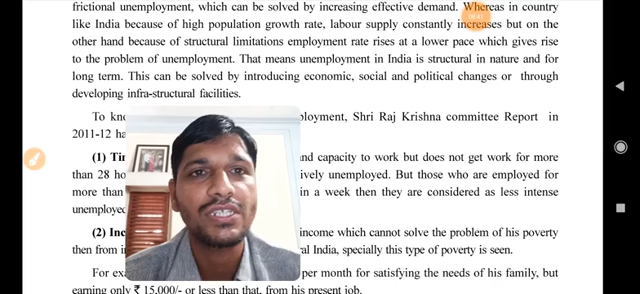 frictional unemployment, which can be solved by increasing effective demand. Whereas in country
like India because of high population growth rate, labour supply constantly increases but on the
other hand because of structural limitations employment rate rises at a lower pace which gives rise
to the problem of unemployment. That means unemployment in India is structural in nature and for
long term. This can be solved by introducing economic, social and political changes or through
developing infra-structural facilities.
To kno ployment, Shri Raj Krishna committee Report in
2011-12 ha
(1) Tim and capacity to work but does not get work for more
than 28 ho ively unemployed. But those who are employed for
more than in a week then they are considered as less intense
unemployed
(2) Inc income which cannot solve the problem of his poverty
then from in al India, specially this type of poverty is seen.
For exa per month for satisfying the needs of his family, but
earning only ₹ 15,000/- or less than that, from his present job.